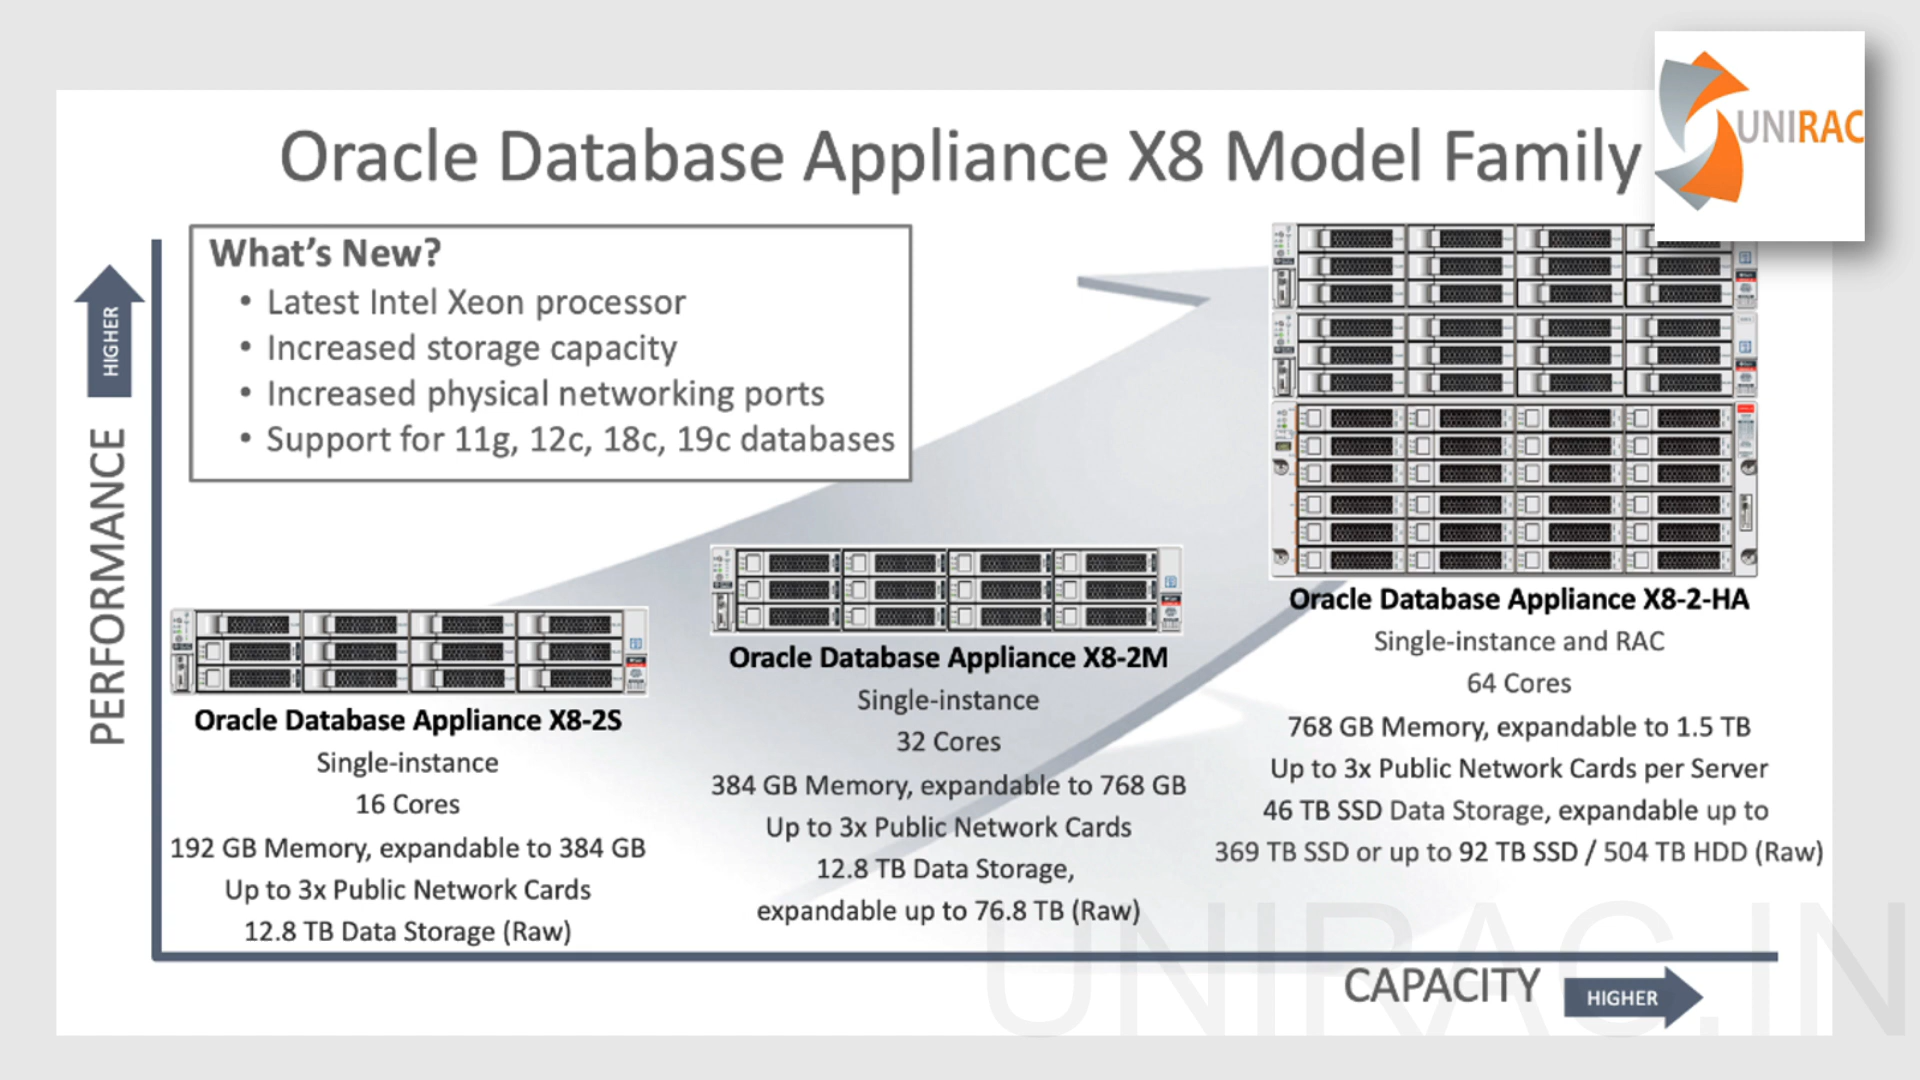 UNIRAC
Oracle Database Appliance X8 Model Family
What's New?
• Latest Intel Xeon processor
• Increased storage capacity
• Increased physical networking ports
• Support for 11g, 12c, 18c, 19c databases
HIGHER
PERFORMANCE
Oracle Database Appliance X8-2S
Single-instance
16 Cores
192 GB Memory, expandable to 384 GB
Up to 3x Public Network Cards
12.8 TB Data Storage (Raw)
Oracle Database Appliance X8-2M
Single-instance
32 Cores
384 GB Memory, expandable to 768 GB
Up to 3x Public Network Cards
12.8 TB Data Storage,
expandable up to 76.8 TB (Raw)
Oracle Database Appliance X8-2-HA
Single-instance and RAC
64 Cores
768 GB Memory, expandable to 1.5 TB
Up to 3x Public Network Cards per Server
46 TB SSD Data Storage, expandable up to
369 TB SSD or up to 92 TB SSD / 504 TB HDD (Raw)
UNIRAC.IN
CAPACITY
HIGHER